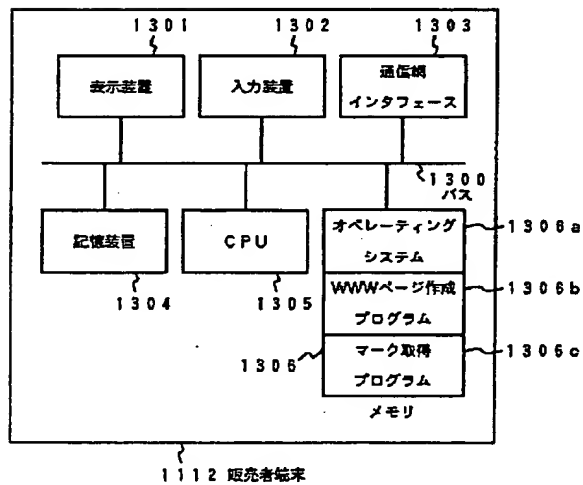 1301
1302
1303
表示装置
入力装置
通信網
インタフェース
1300
バス
記憶装置
CPU
オペレーティング
システム
1306a
1304
1305
WWWページ作成
プログラム
1306b
1306
マーク取得
プログラム
1306c
メモリ
1112 販売者端末